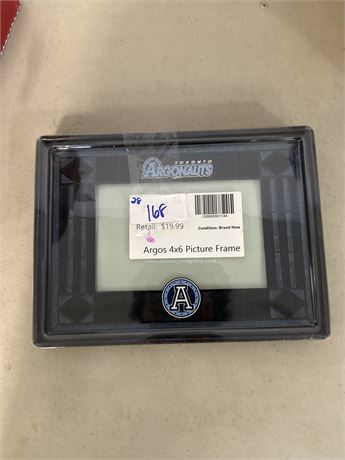 TORONTO
ARGONAUTS
28
168
Retail: $19.99
Condition: Brand New
Argos 4x6 Picture Frame
A